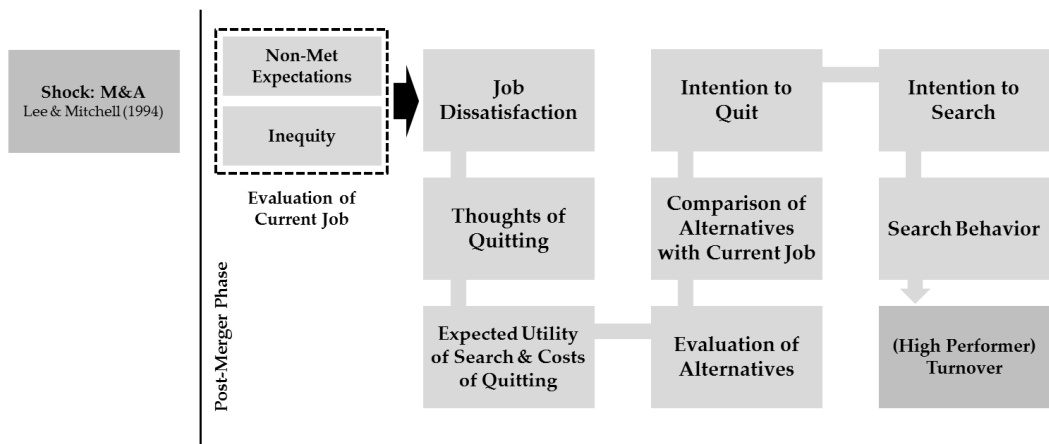 Shock: M&A
Lee & Mitchell (1994)
Post-Merger Phase
Non-Met
Expectations
Inequity
Evaluation of
Current Job
Job
Dissatisfaction
Thoughts of
Quitting
Expected Utility
of Search & Costs
of Quitting
Evaluation of
Alternatives
Comparison of
Alternatives
with Current Job
Intention to
Quit
Intention to
Search
Search Behavior
(High Performer)
Turnover